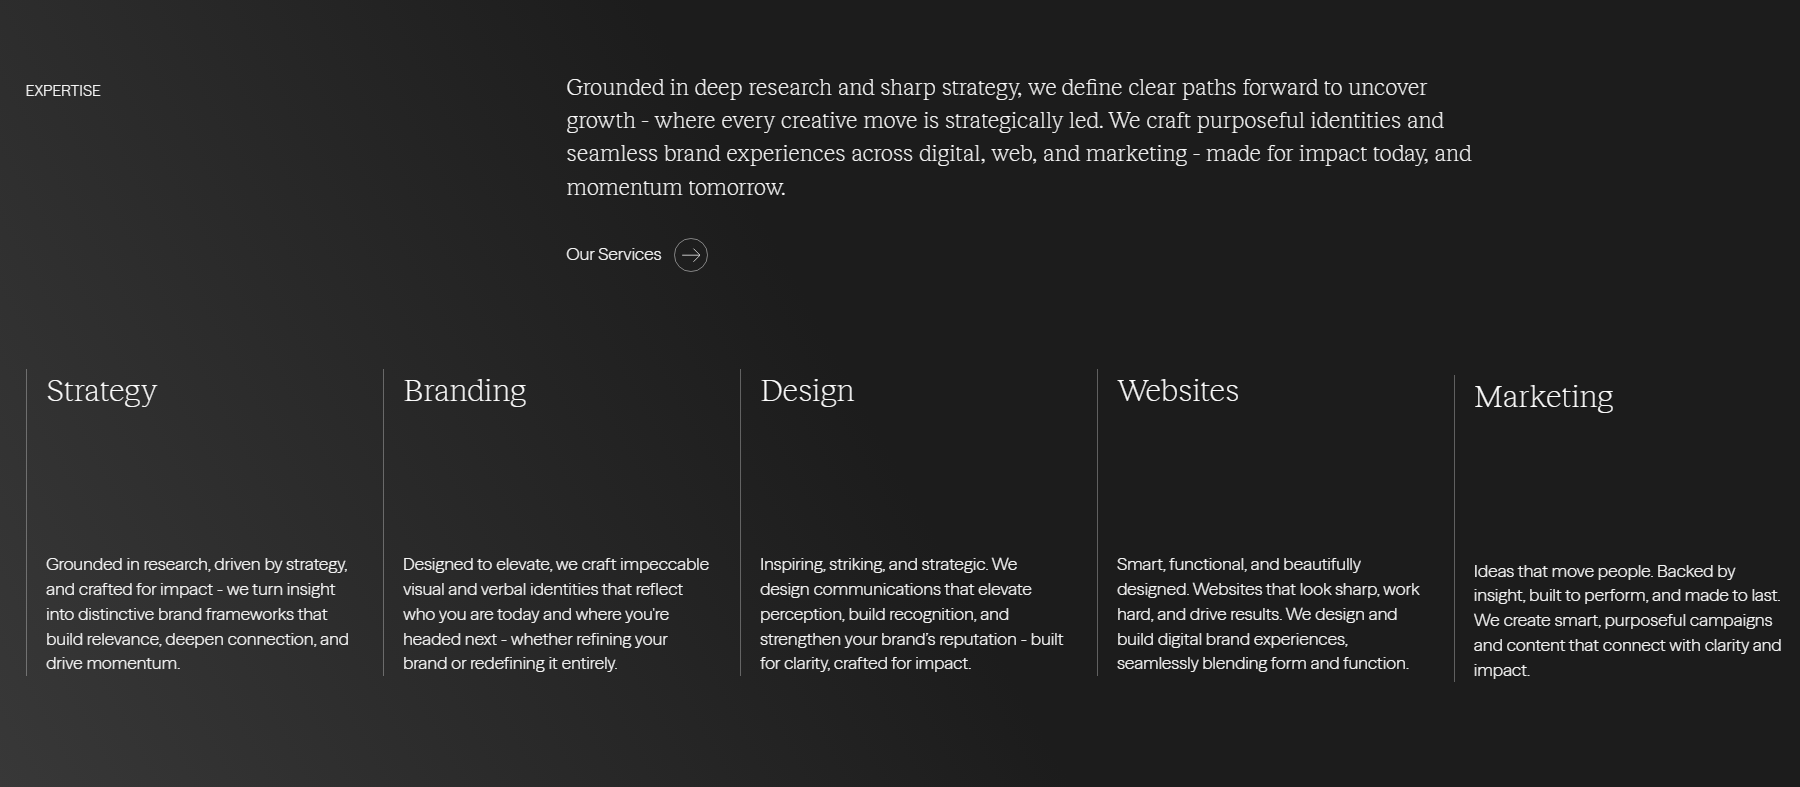 EXPERTISE
Grounded in deep research and sharp strategy, we define clear paths forward to uncover
growth - where every creative move is strategically led. We craft purposeful identities and
seamless brand experiences across digital, web, and marketing - made for impact today, and
momentum tomorrow.
Our Services
Strategy
Grounded in research, driven by strategy,
and crafted for impact - we turn insight
into distinctive brand frameworks that
build relevance, deepen connection, and
drive momentum.
Branding
Designed to elevate, we craft impeccable
visual and verbal identities that reflect
who you are today and where you're
headed next - whether refining your
brand or redefining it entirely.
Design
Inspiring, striking, and strategic. We
design communications that elevate
perception, build recognition, and
strengthen your brand’s reputation - built
for clarity, crafted for impact.
Websites
Smart, functional, and beautifully
designed. Websites that look sharp, work
hard, and drive results. We design and
build digital brand experiences,
seamlessly blending form and function.
Marketing
Ideas that move people. Backed by
insight, built to perform, and made to last.
We create smart, purposeful campaigns
and content that connect with clarity and
impact.